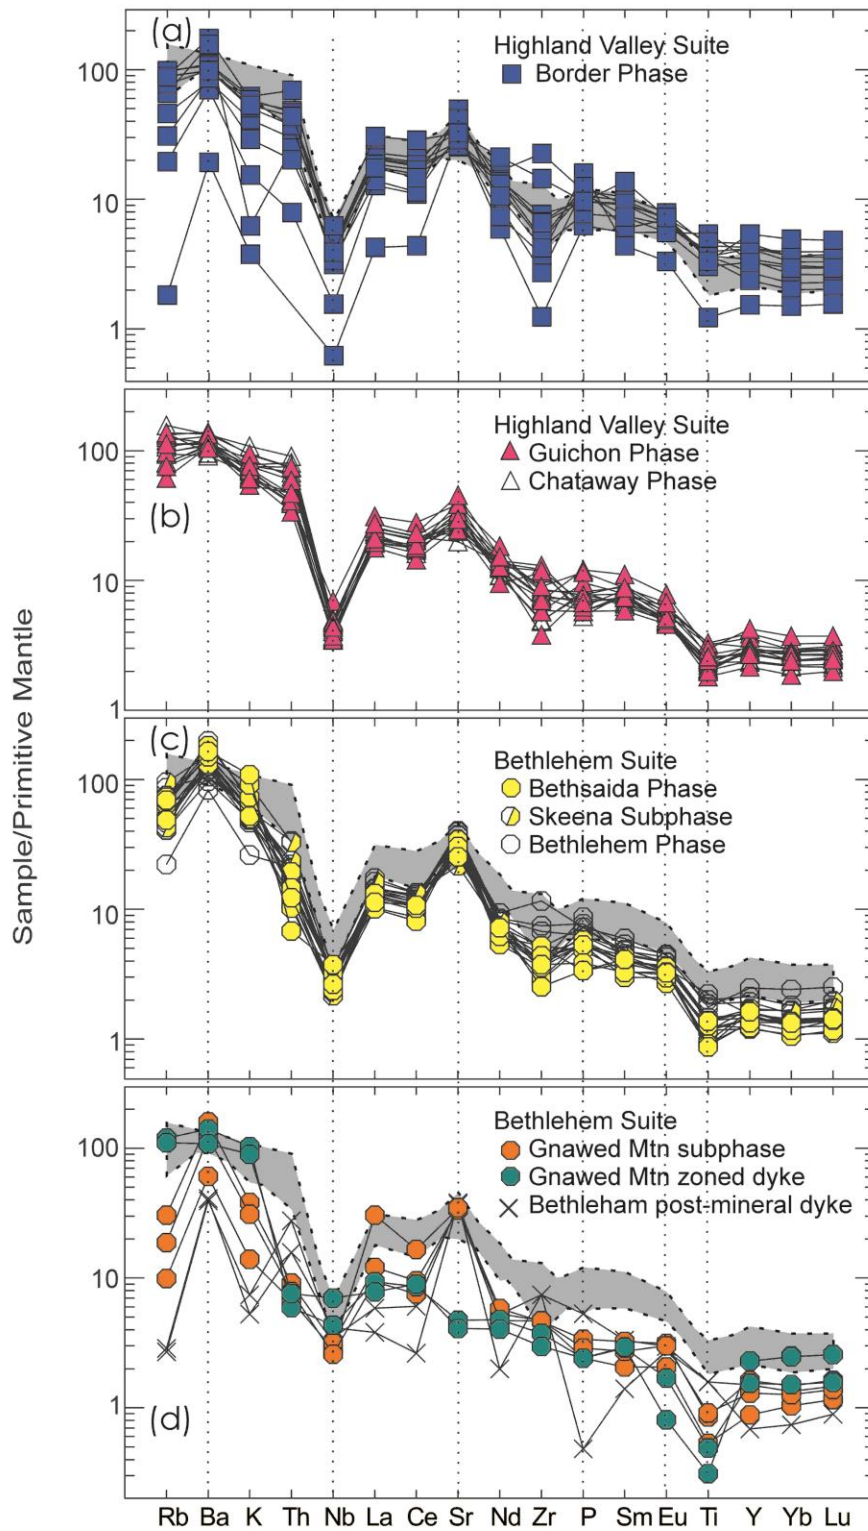 Sample/Primitive Mantle
(a)
Highland Valley Suite
Border Phase
100
10
1
(b)
Highland Valley Suite
Guichon Phase
Chataway Phase
100
10
1
(c)
Bethlehem Suite
Bethsaida Phase
Skeena Subphase
Bethlehem Phase
100
10
1
(d)
Bethlehem Suite
Gnawed Mtn subphase
Gnawed Mtn zoned dyke
Bethleham post-mineral dyke
100
10
1
Rb Ba K Th Nb La Ce Sr Nd Zr P Sm Eu Ti Y Yb Lu